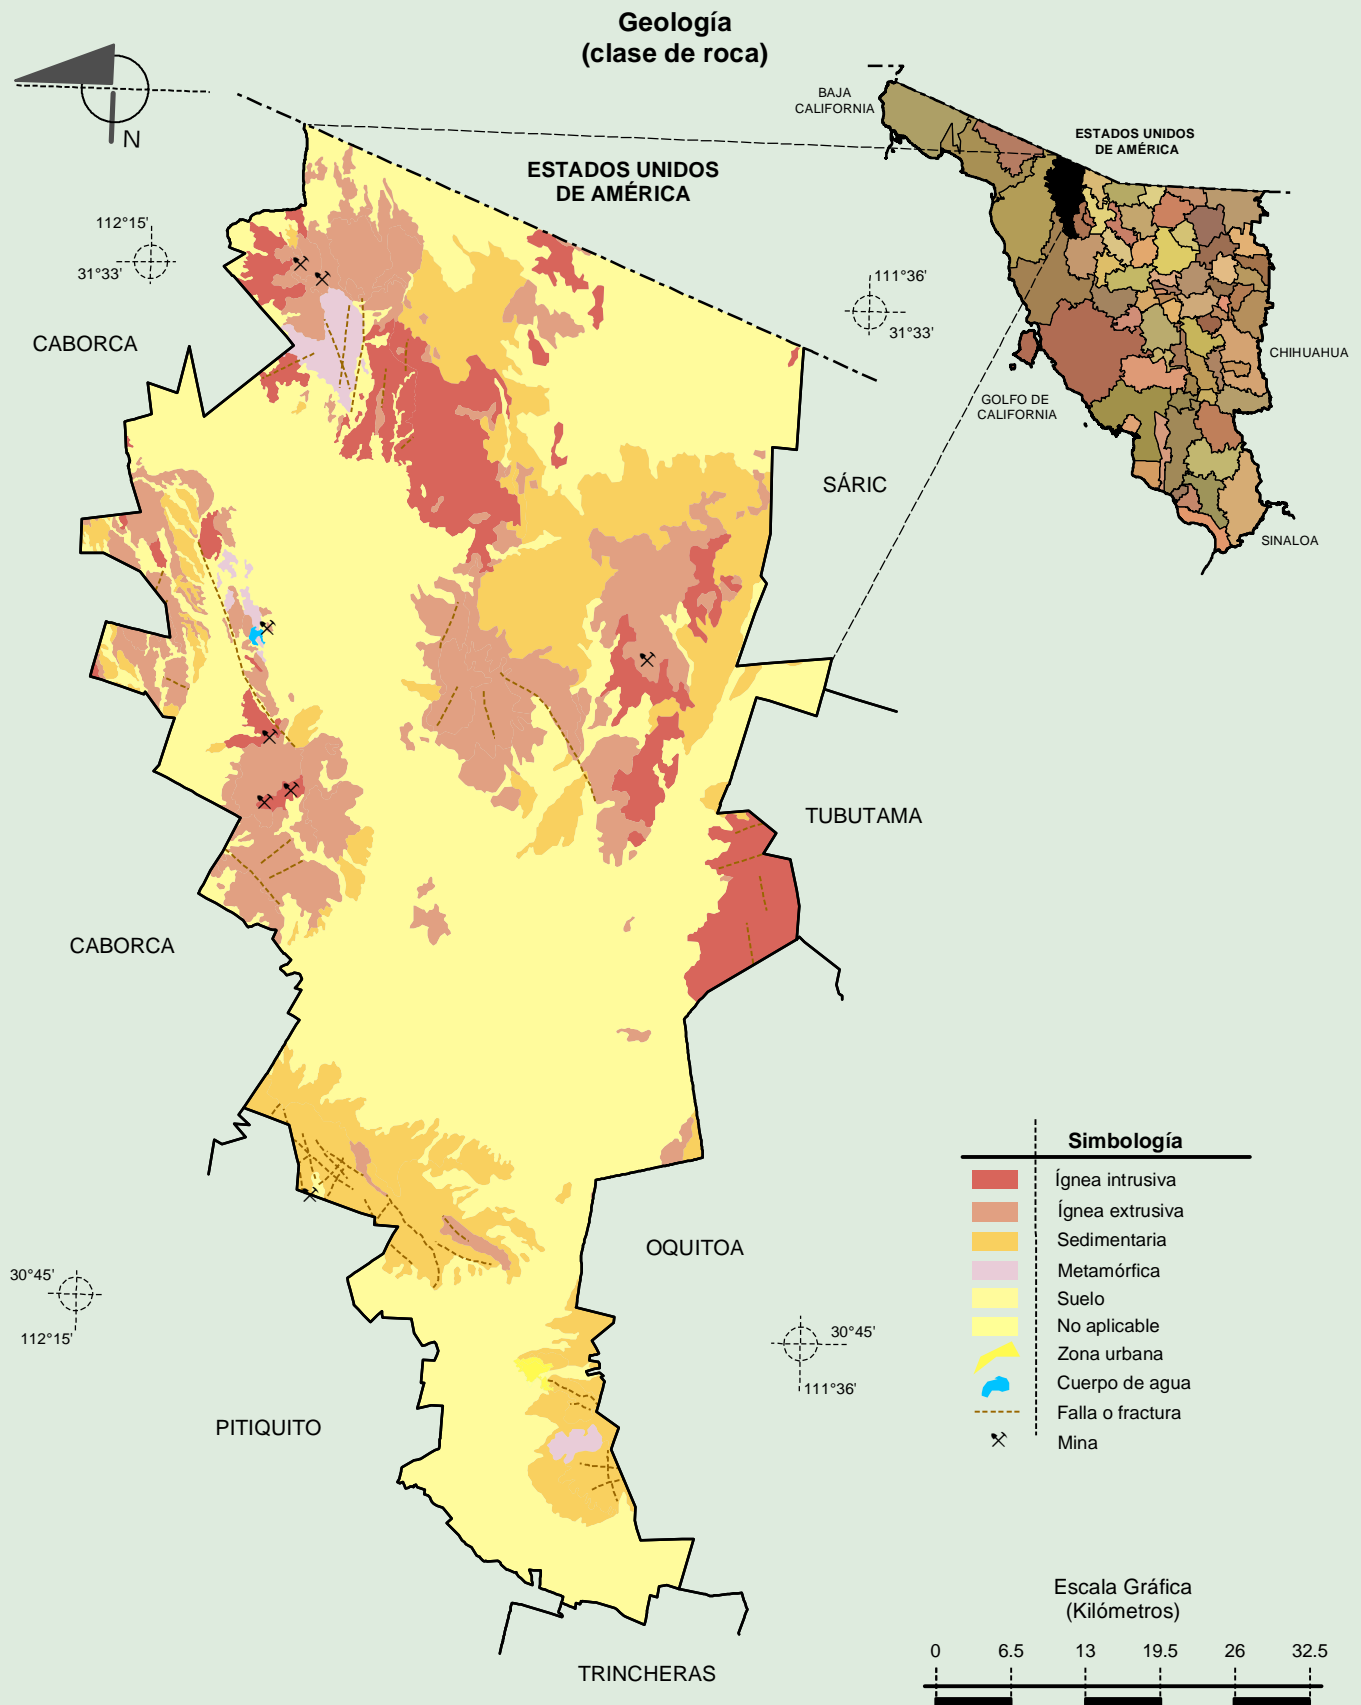 Geología
(clase de roca)
N
BAJA
CALIFORNIA
ESTADOS UNIDOS
DE AMÉRICA
ESTADOS UNIDOS
DE AMÉRICA
112°15'
31°33'
111°36'
31°33'
CABORCA
CHIHUAHUA
GOLFO DE
CALIFORNIA
SÁRIC
SINALOA
TUBUTAMA
CABORCA
OQUITOA
30°45'
112°15'
30°45'
111°36'
PITIQUITO
TRINCHERAS
Simbología
Ígnea intrusiva
Ígnea extrusiva
Sedimentaria
Metamórfica
Suelo
No aplicable
Zona urbana
Cuerpo de agua
Falla o fractura
Mina
Escala Gráfica
(Kilómetros)
0 6.5 13 19.5 26 32.5